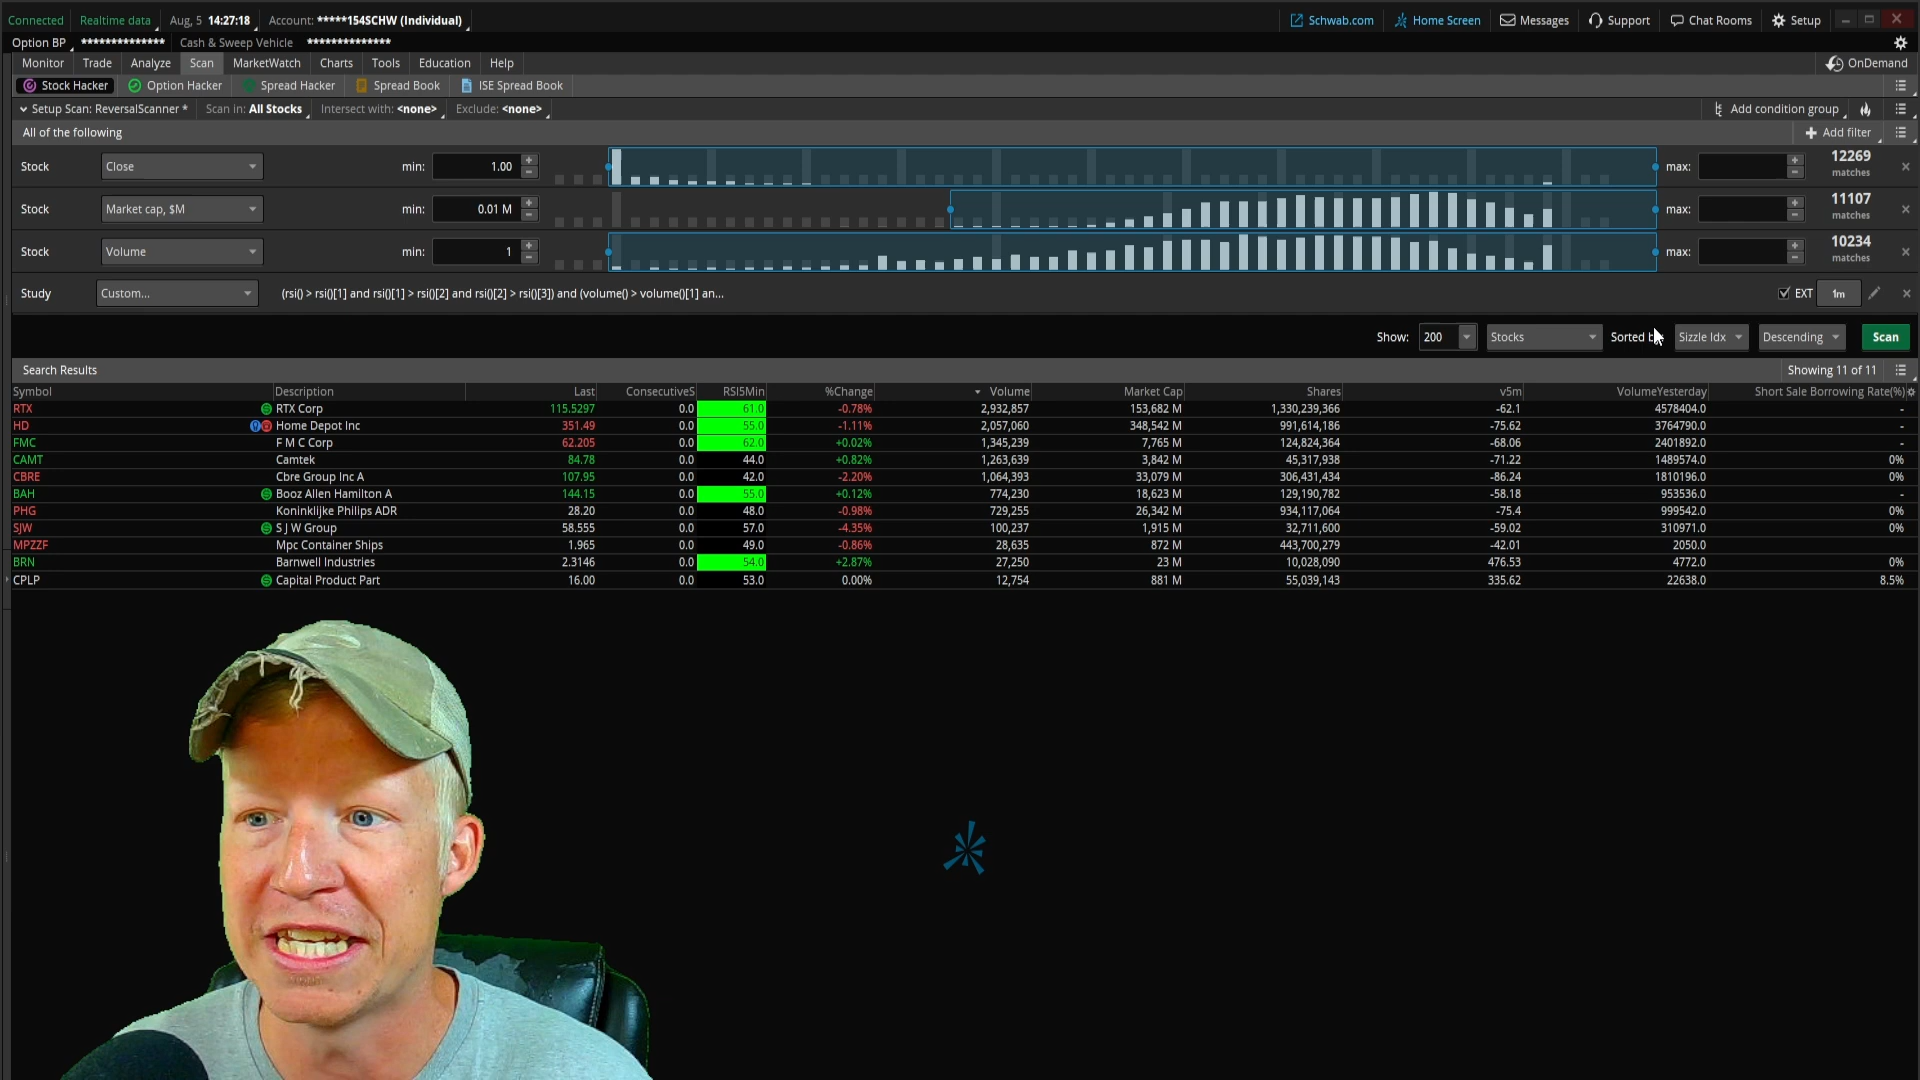 Connected Realtime data Aug, 5 14:27:18 Account: *****154SCHW (Individual) Schwab.com Home Screen Messages Support Chat Rooms Setup
Option BP ************** Cash & Sweep Vehicle **************
Monitor Trade Analyze Scan MarketWatch Charts Tools Education Help OnDemand
Stock Hacker Option Hacker Spread Hacker Spread Book ISE Spread Book
Setup Scan: ReversalScanner * Scan in: All Stocks Intersect with: <none> Exclude: <none> Add condition group
All of the following Add filter
Stock Close min: 1.00 max: 12269 matches
Stock Market cap, $M min: 0.01 M max: 11107 matches
Stock Volume min: 1 max: 10234 matches
Study Custom... (rsi() > rsi()[1] and rsi()[1] > rsi()[2] and rsi()[2] > rsi()[3]) and (volume() > volume()[1] an... EXT 1m
Show: 200 Stocks Sorted Sizzle Idx Descending Scan
Search Results Showing 11 of 11
Symbol Description Last ConsecutiveS RSI5Min %Change Volume Market Cap Shares v5m VolumeYesterday Short Sale Borrowing Rate(%)
RTX RTX Corp 115.5297 0.0 61.0 -0.78% 2,932,857 153,682 M 1,330,239,366 -62.1 4578404.0 -
HD Home Depot Inc 351.49 0.0 55.0 -1.11% 2,057,060 348,542 M 991,614,186 -75.62 3764790.0 -
FMC F M C Corp 62.205 0.0 62.0 +0.02% 1,345,239 7,765 M 124,824,364 -68.06 2401892.0 -
CAMT Camtek 84.78 0.0 44.0 +0.82% 1,263,639 3,842 M 45,317,938 -71.22 1489574.0 0%
CBRE Cbre Group Inc A 107.95 0.0 42.0 -2.20% 1,064,393 33,079 M 306,431,434 -86.24 1810196.0 0%
BAH Booz Allen Hamilton A 144.15 0.0 55.0 +0.12% 774,230 18,623 M 129,190,782 -58.18 953536.0 -
PHG Koninklijke Philips ADR 28.20 0.0 48.0 -0.98% 729,255 26,342 M 934,117,064 -75.4 999542.0 0%
SJW S J W Group 58.555 0.0 57.0 -4.35% 100,237 1,915 M 32,711,600 -59.02 310971.0 0%
MPZZF Mpc Container Ships 1.965 0.0 49.0 -0.86% 28,635 872 M 443,700,279 -42.01 2050.0
BRN Barnwell Industries 2.3146 0.0 54.0 +2.87% 27,250 23 M 10,028,090 476.53 4772.0 0%
CPLP Capital Product Part 16.00 0.0 53.0 0.00% 12,754 881 M 55,039,143 335.62 22638.0 8.5%